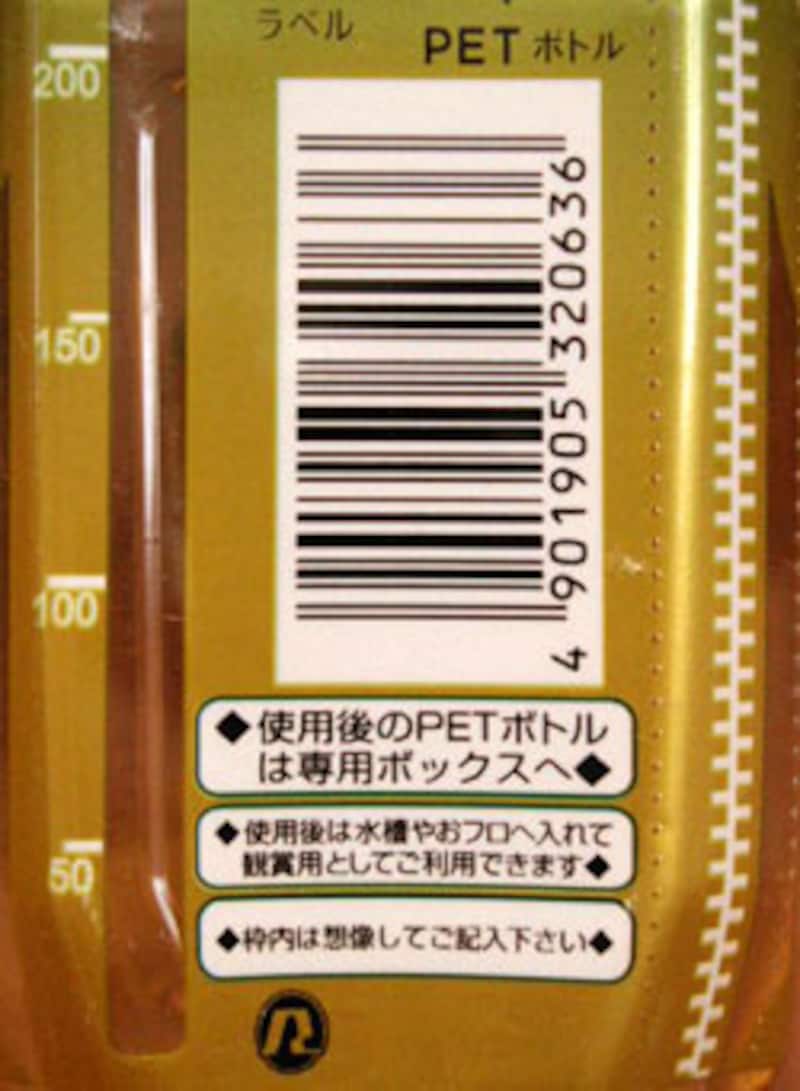 ラベル
PETボトル
200
150
100
50
4 901905 320636
◆使用後のPETボトル
は専用ボックスへ◆
◆使用後は水槽やおフロへ入れて
観賞用としてご利用できます◆
◆枠内は想像してご記入下さい◆